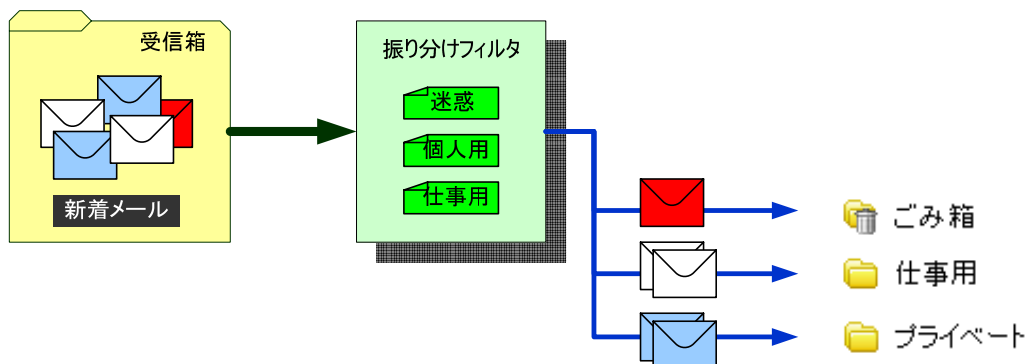 受信箱
新着メール
振り分けフィルタ
迷惑
個人用
仕事用
ごみ箱
仕事用
プライベート